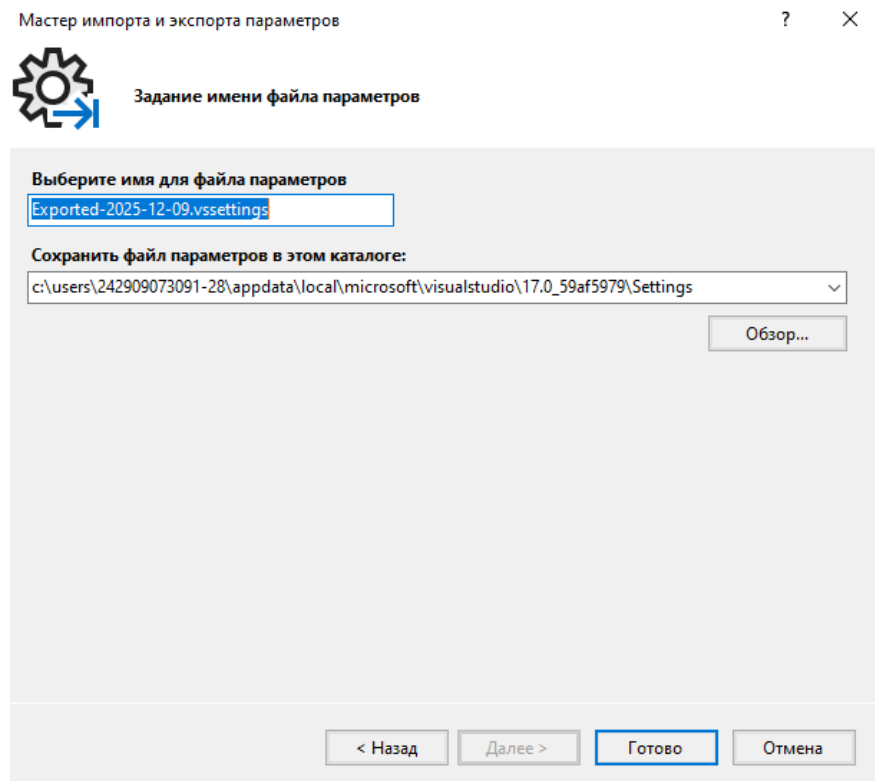 Мастер импорта и экспорта параметров
?
Задание имени файла параметров
Выберите имя для файла параметров
Exported-2025-12-09.vssettings
Сохранить файл параметров в этом каталоге:
c:\users\242909073091-28\appdata\local\microsoft\visualstudio\17.0_59af5979\Settings
Обзор...
< Назад
Далее >
Готово
Отмена